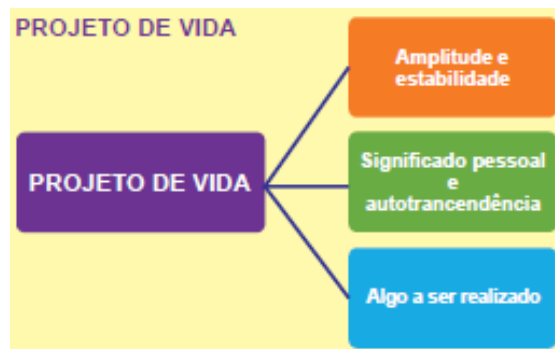 PROJETO DE VIDA
PROJETO DE VIDA
Amplitude e
estabilidade
Significado pessoal
e
autotrancendência
Algo a ser realizado